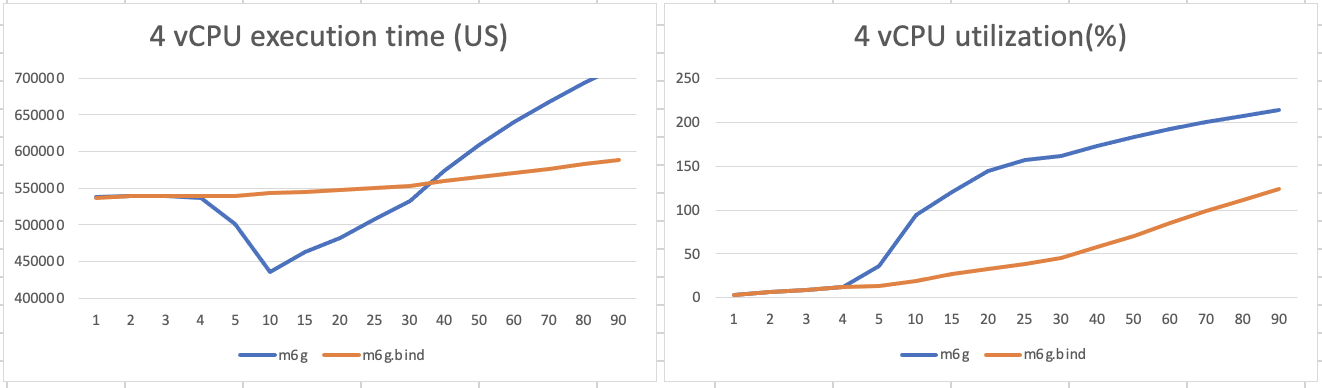 4 vCPU execution time (US)
700000
650000
600000
550000
500000
450000
400000
1 2 3 4 5 10 15 20 25 30 40 50 60 70 80 90
m6g m6g.bind
4 vCPU utilization(%)
250
200
150
100
50
0
1 2 3 4 5 10 15 20 25 30 40 50 60 70 80 90
m6g m6g.bind